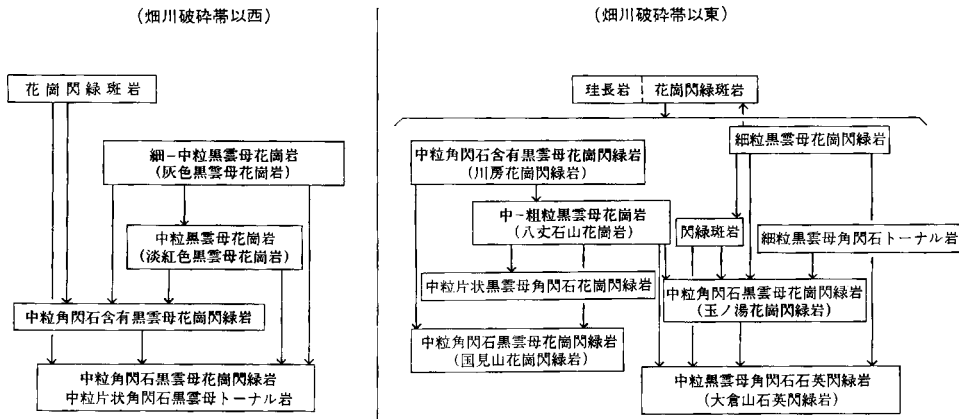 (畑川破砕帯以西)
花崗閃緑斑岩
細-中粒黒雲母花崗岩
(灰色黒雲母花崗岩)
中粒黒雲母花崗岩
(淡紅色黒雲母花崗岩)
中粒角閃石含有黒雲母花崗閃緑岩
中粒角閃石黒雲母花崗閃緑岩
中粒片状角閃石黒雲母トーナル岩
(畑川破砕帯以東)
珪長岩 花崗閃緑斑岩
細粒黒雲母花崗閃緑岩
中粒角閃石含有黒雲母花崗閃緑岩
(川房花崗閃緑岩)
中-粗粒黒雲母花崗岩
(八丈石山花崗岩)
閃緑斑岩
細粒黒雲母角閃石トーナル岩
中粒片状黒雲母角閃石花崗閃緑岩
中粒角閃石黒雲母花崗閃緑岩
(玉ノ湯花崗閃緑岩)
中粒角閃石黒雲母花崗閃緑岩
(国見山花崗閃緑岩)
中粒黒雲母角閃石石英閃緑岩
(大倉山石英閃緑岩)